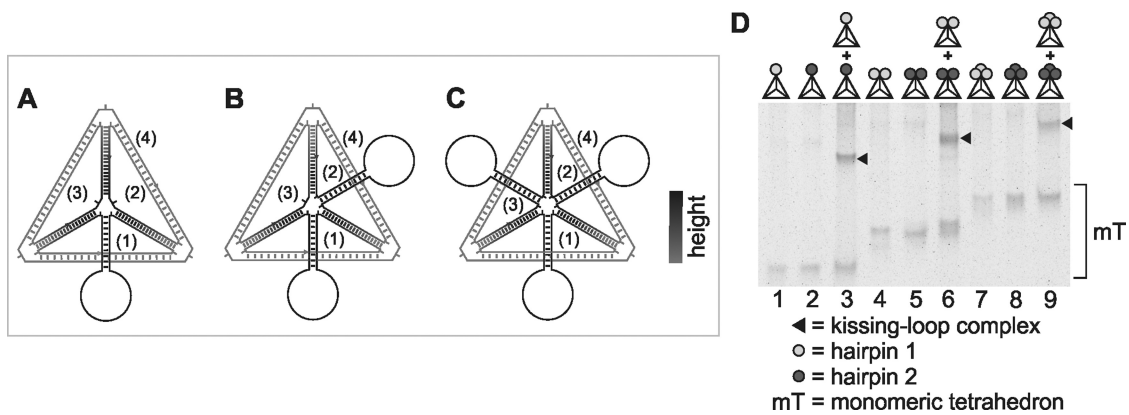 A
B
C
D
(4)
(3)
(2)
(1)
(4)
(2)
(3)
(1)
(4)
(2)
(3)
(1)
height
+
+
+
mT
1 2 3 4 5 6 7 8 9
= kissing-loop complex
= hairpin 1
= hairpin 2
mT = monomeric tetrahedron